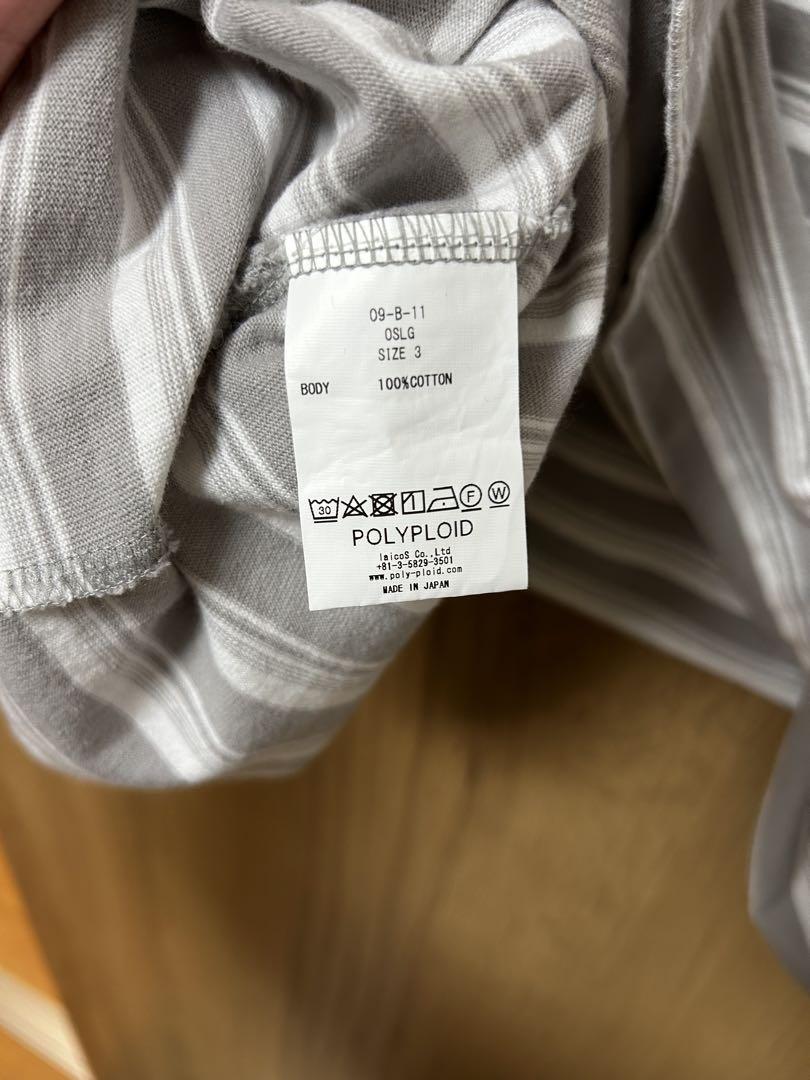 09-B-11
OSLG
SIZE 3
BODY 100%COTTON
30 F W
POLYPLOID
laicoS Co.,Ltd
+81-3-5829-3501
www.poly-ploid.com
MADE IN JAPAN